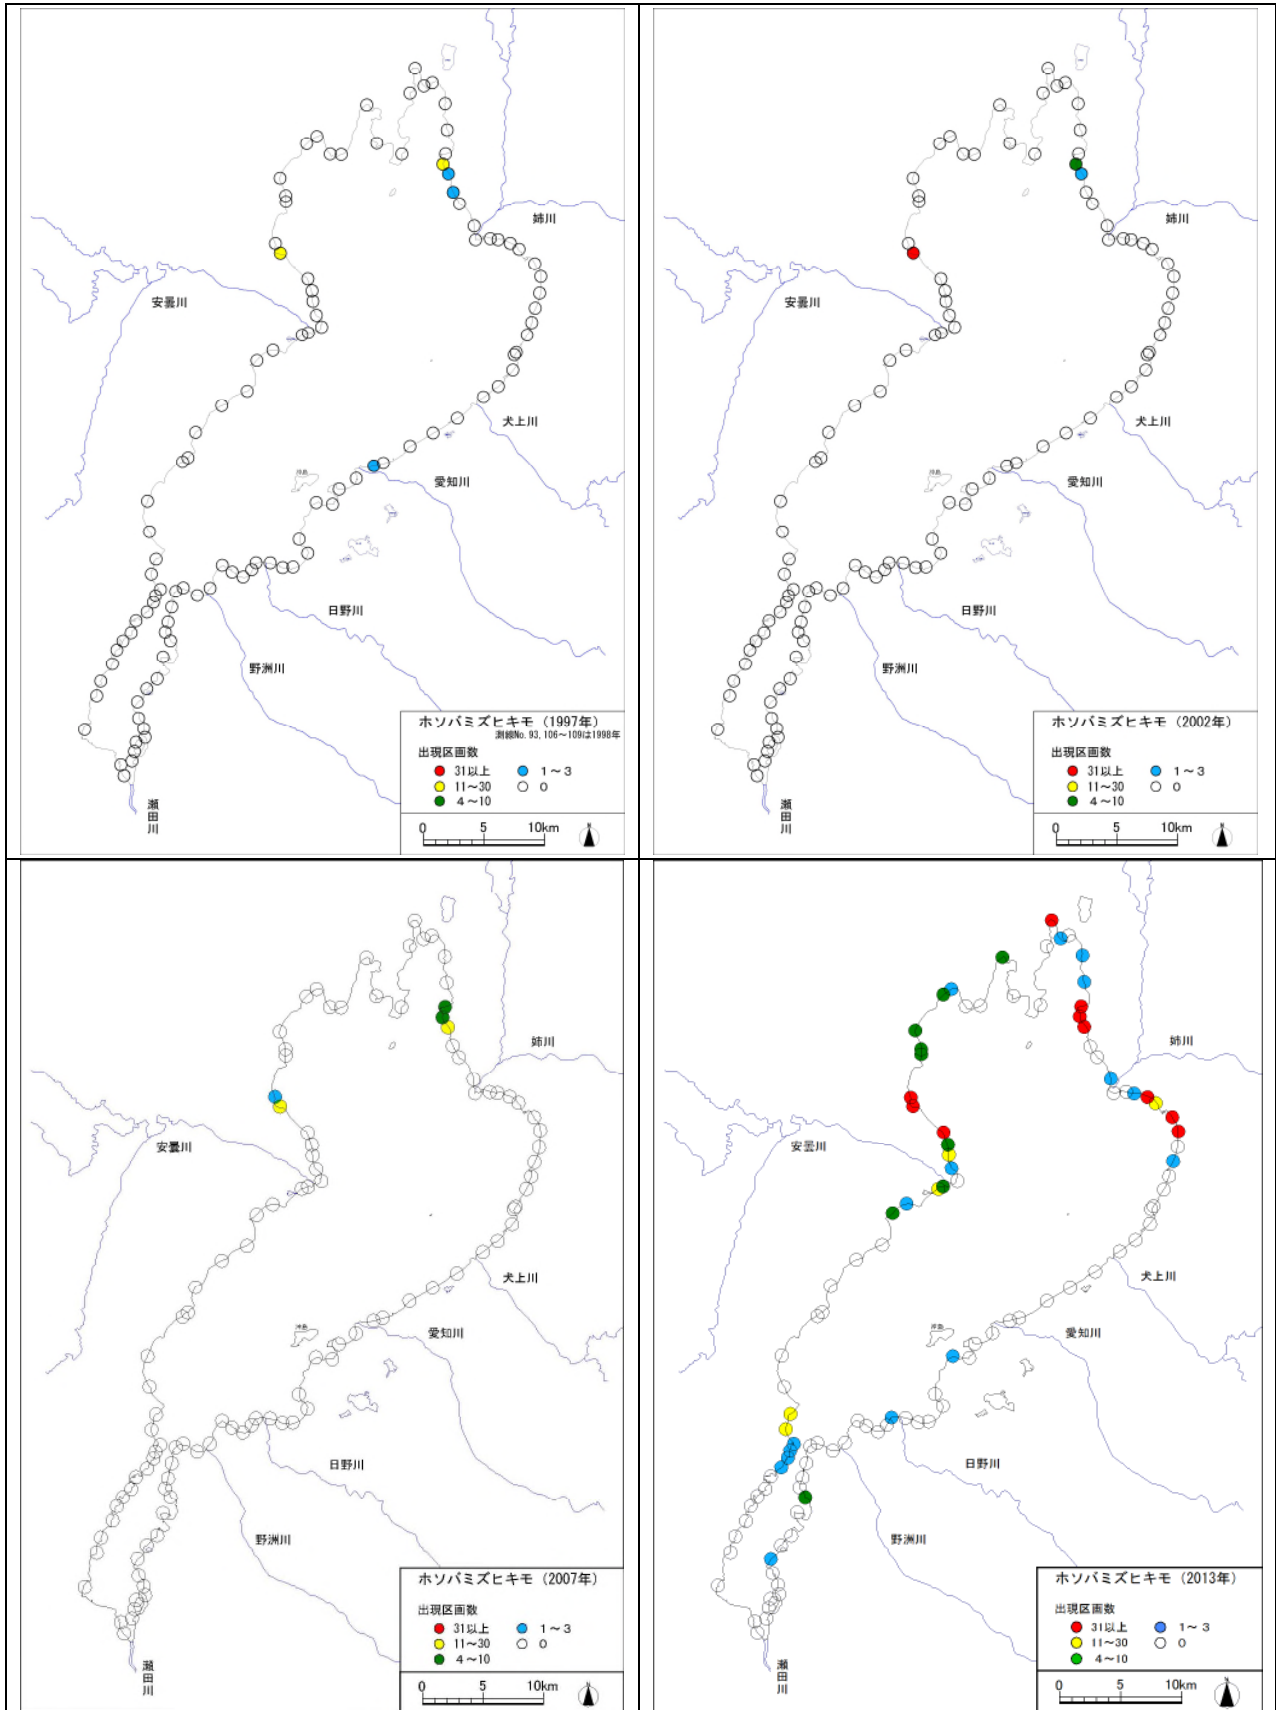 姉川
安曇川
犬上川
愛知川
沖島
日野川
野洲川
瀬田川
ホソバミズヒキモ（1997年）
測線No. 93, 106～109は1998年
出現区画数
31以上 1～3
11～30 0
4～10
0 5 10km
N
姉川
安曇川
犬上川
愛知川
沖島
日野川
野洲川
瀬田川
ホソバミズヒキモ（2002年）
出現区画数
31以上 1～3
11～30 0
4～10
0 5 10km
N
姉川
安曇川
犬上川
愛知川
沖島
日野川
野洲川
瀬田川
ホソバミズヒキモ（2007年）
出現区画数
31以上 1～3
11～30 0
4～10
0 5 10km
N
姉川
安曇川
犬上川
愛知川
沖島
日野川
野洲川
瀬田川
ホソバミズヒキモ（2013年）
出現区画数
31以上 1～3
11～30 0
4～10
0 5 10km
N